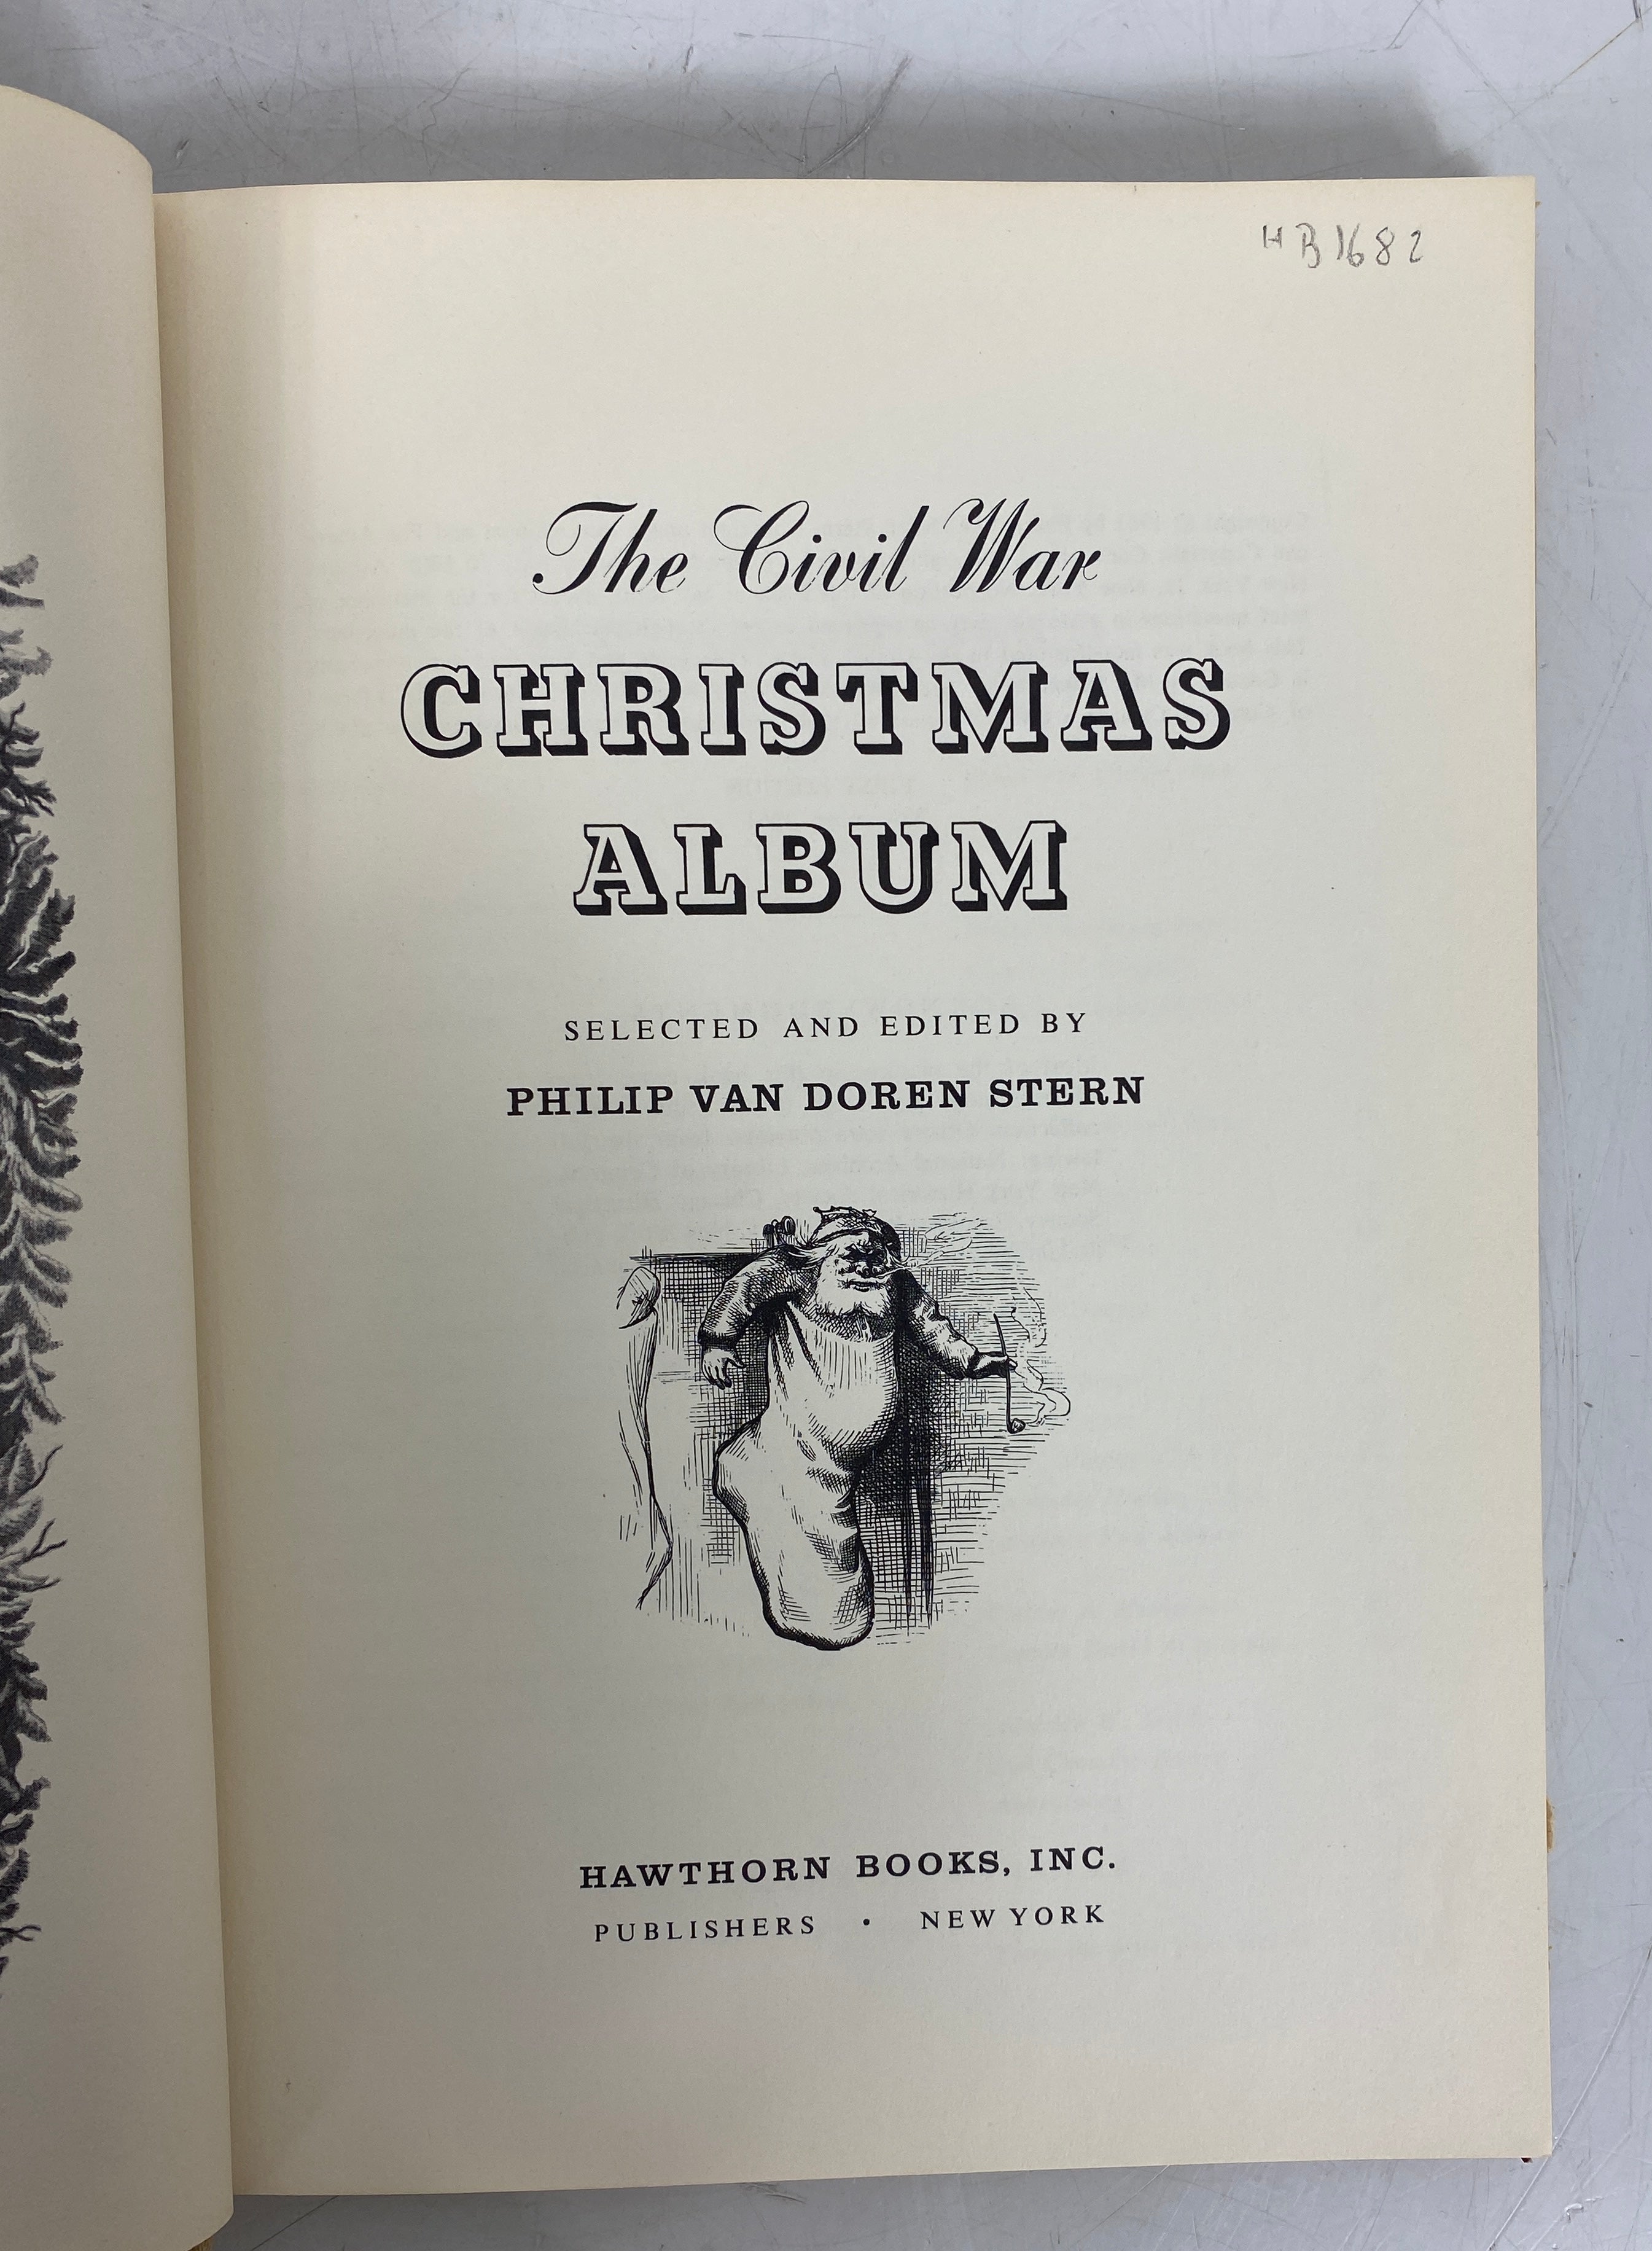 HB1682
The Civil War
CHRISTMAS
ALBUM
SELECTED AND EDITED BY
PHILIP VAN DOREN STERN
HAWTHORN BOOKS, INC.
PUBLISHERS • NEW YORK